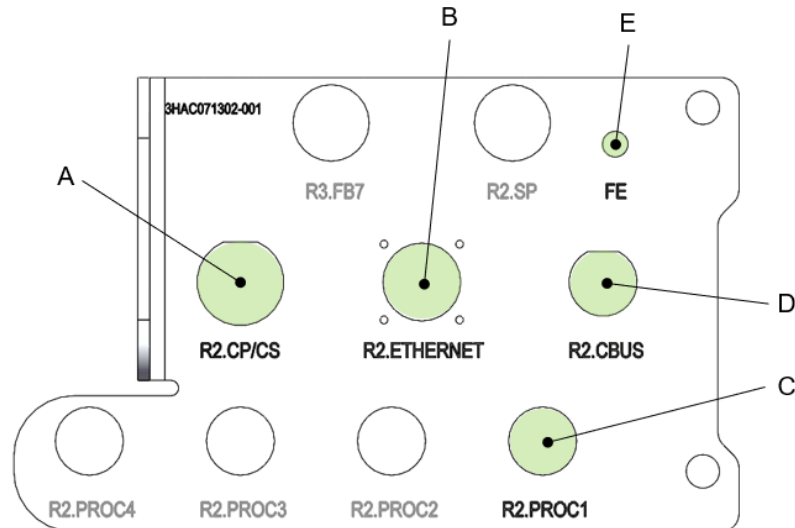 B
E
3HAC071302-001
A
R3.FB7
R2.SP
FE
D
R2.CP/CS
R2.ETHERNET
R2.CBUS
C
R2.PROC4
R2.PROC3
R2.PROC2
R2.PROC1